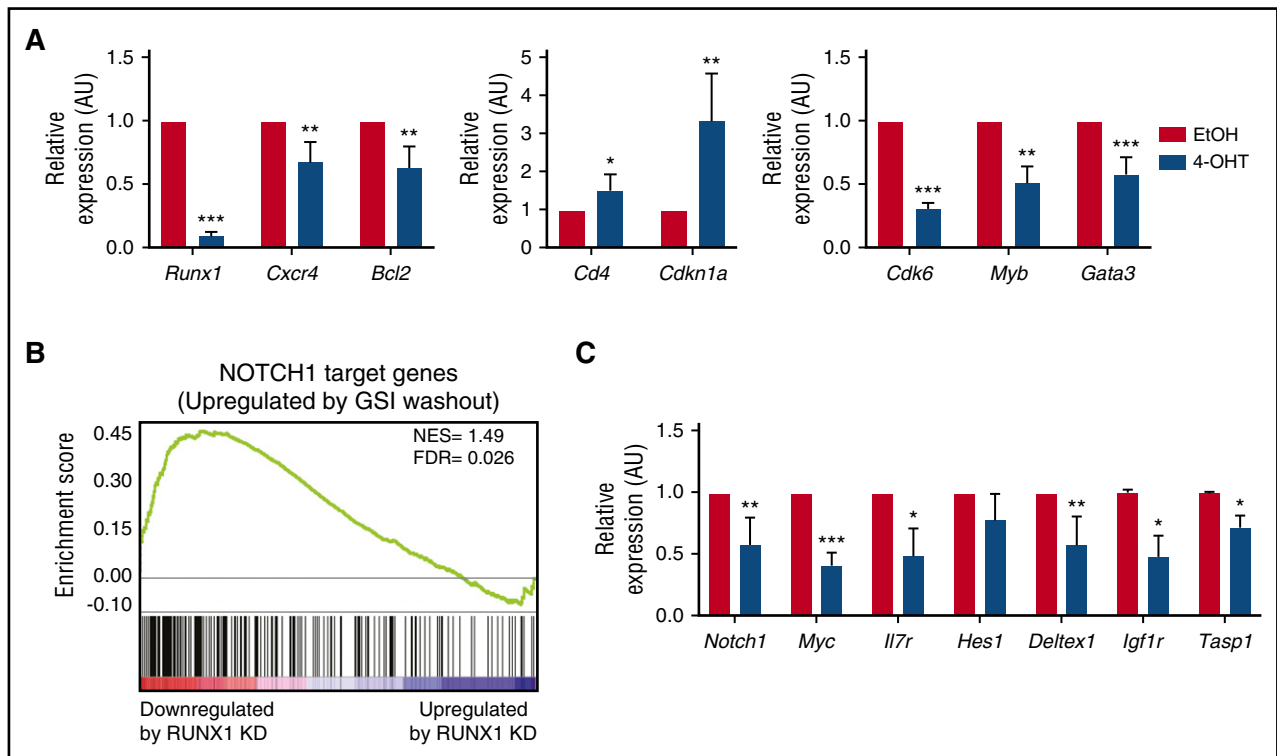 A
Relative
expression (AU)
1.5
1.0
0.5
0.0
***
**
**
Runx1 Cxcr4 Bcl2
Relative
expression (AU)
5
4
3
2
1
0
*
**
Cd4 Cdkn1a
Relative
expression (AU)
1.5
1.0
0.5
0.0
***
**
***
Cdk6 Myb Gata3
EtOH
4-OHT
B
NOTCH1 target genes
(Upregulated by GSI washout)
Enrichment score
0.45
0.30
0.15
0.00
-0.10
NES= 1.49
FDR= 0.026
Downregulated
by RUNX1 KD
Upregulated
by RUNX1 KD
C
Relative
expression (AU)
1.5
1.0
0.5
0.0
**
***
*
**
*
*
Notch1 Myc Il7r Hes1 Deltex1 Igf1r Tasp1